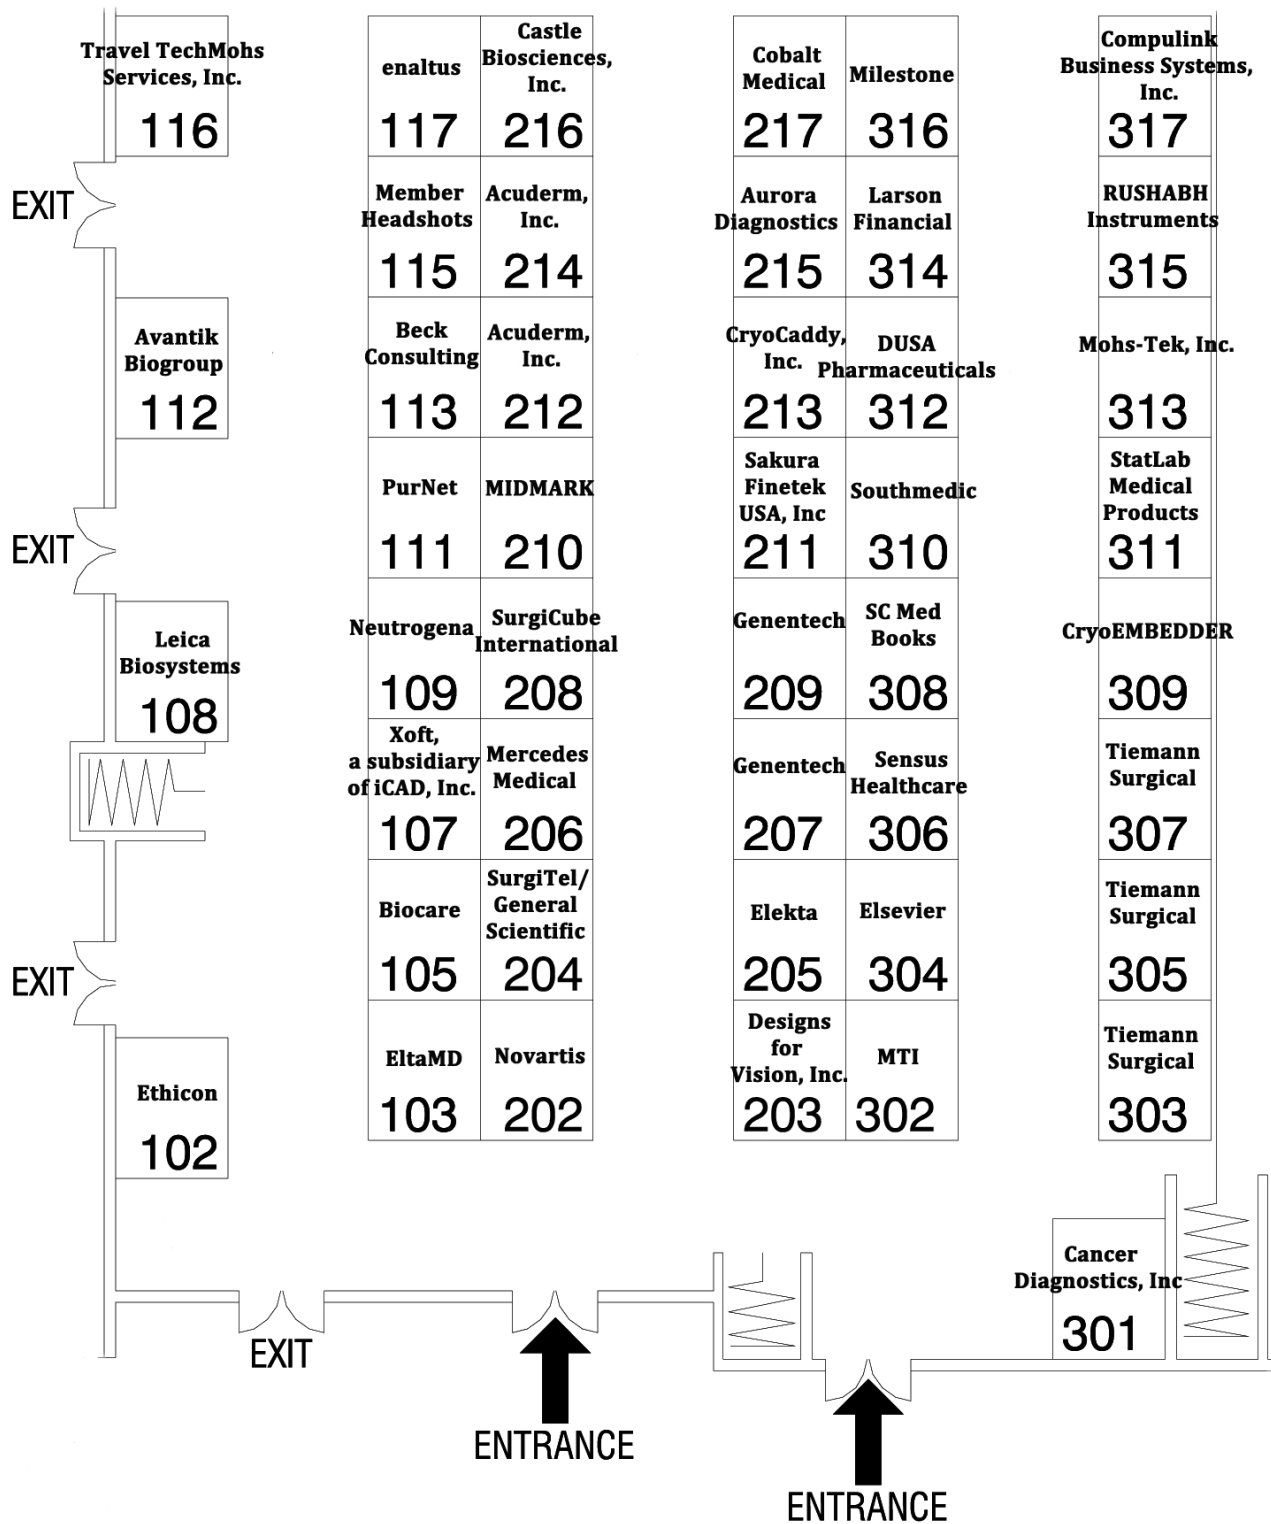 Travel TechMohs
Services, Inc.
116
enaltus
117
Castle
Biosciences,
Inc.
216
Cobalt
Medical
217
Milestone
316
Compulink
Business Systems,
Inc.
317
EXIT
Member
Headshots
115
Acuderm,
Inc.
214
Aurora
Diagnostics
215
Larson
Financial
314
RUSHABH
Instruments
315
Avantik
Biogroup
112
Beck
Consulting
113
Acuderm,
Inc.
212
CryoCaddy,
Inc.
213
DUSA
Pharmaceuticals
312
Mohs-Tek, Inc.
313
EXIT
PurNet
111
MIDMARK
210
Sakura
Finetek
USA, Inc
211
Southmedic
310
StatLab
Medical
Products
311
Leica
Biosystems
108
Neutrogena
109
SurgiCube
International
208
Genentech
209
SC Med
Books
308
CryoEMBEDDER
309
Xoft,
a subsidiary
of iCAD, Inc.
107
Mercedes
Medical
206
Genentech
207
Sensus
Healthcare
306
Tiemann
Surgical
307
EXIT
Biocare
105
SurgiTel/
General
Scientific
204
Elekta
205
Elsevier
304
Tiemann
Surgical
305
Ethicon
102
EltaMD
103
Novartis
202
Designs
for
Vision, Inc.
203
MTI
302
Tiemann
Surgical
303
Cancer
Diagnostics, Inc
301
EXIT
ENTRANCE
ENTRANCE